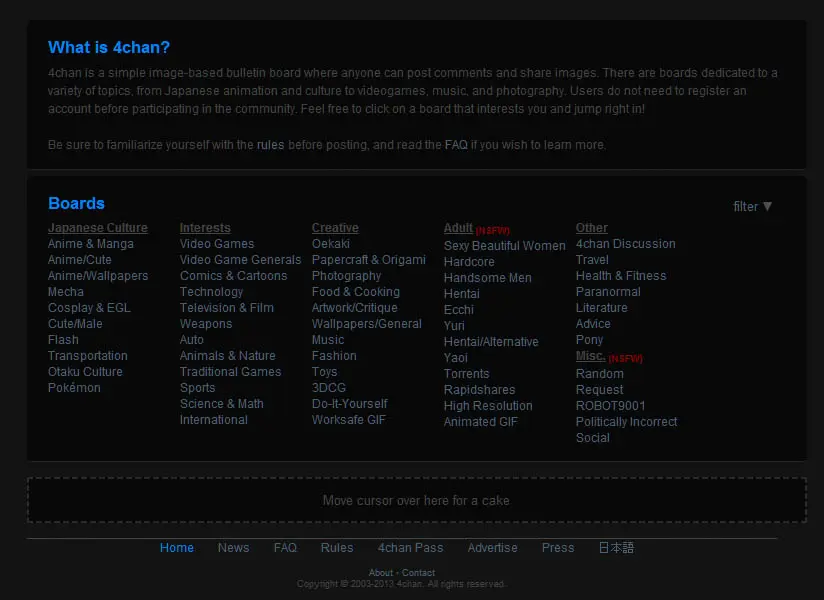 What is 4chan?
4chan is a simple image-based bulletin board where anyone can post comments and share images. There are boards dedicated to a
variety of topics, from Japanese animation and culture to videogames, music, and photography. Users do not need to register an
account before participating in the community. Feel free to click on a board that interests you and jump right in!
Be sure to familiarize yourself with the rules before posting, and read the FAQ if you wish to learn more.
Boards
filter ▼
Japanese Culture
Anime & Manga
Anime/Cute
Anime/Wallpapers
Mecha
Cosplay & EGL
Cute/Male
Flash
Transportation
Otaku Culture
Pokémon
Interests
Video Games
Video Game Generals
Comics & Cartoons
Technology
Television & Film
Weapons
Auto
Animals & Nature
Traditional Games
Sports
Science & Math
International
Creative
Oekaki
Papercraft & Origami
Photography
Food & Cooking
Artwork/Critique
Wallpapers/General
Music
Fashion
Toys
3DCG
Do-It-Yourself
Worksafe GIF
Adult (NSFW)
Sexy Beautiful Women
Hardcore
Handsome Men
Hentai
Ecchi
Yuri
Hentai/Alternative
Yaoi
Torrents
Rapidshares
High Resolution
Animated GIF
Other
4chan Discussion
Travel
Health & Fitness
Paranormal
Literature
Advice
Pony
Misc. (NSFW)
Random
Request
ROBOT9001
Politically Incorrect
Social
Move cursor over here for a cake
Home News FAQ Rules 4chan Pass Advertise Press 日本語
About - Contact
Copyright © 2003-2013 4chan. All rights reserved.